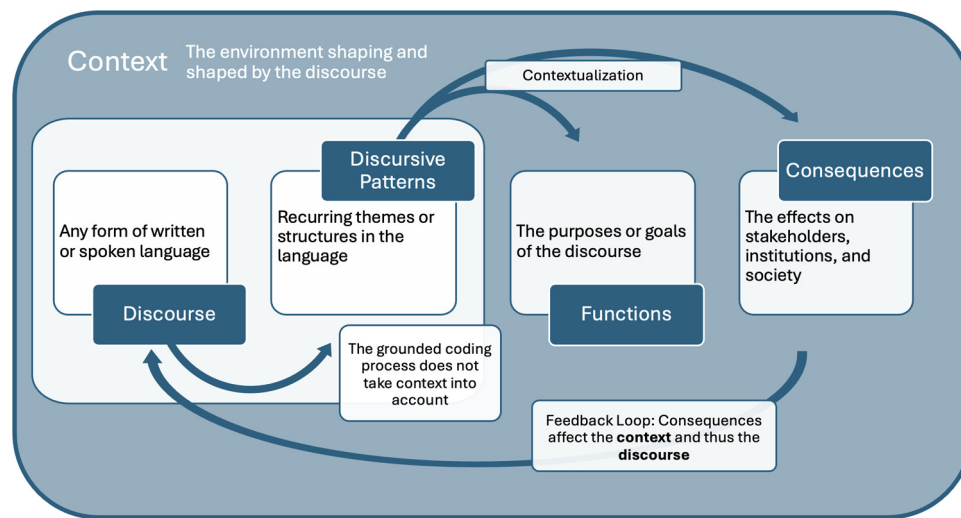 Context
The environment shaping and
shaped by the discourse
Contextualization
Discursive
Patterns
Consequences
Any form of written
or spoken language
Recurring themes or
structures in the
language
The purposes or goals
of the discourse
The effects on
stakeholders,
institutions, and
society
Discourse
Functions
The grounded coding
process does not
take context into
account
Feedback Loop: Consequences
affect the context and thus the
discourse